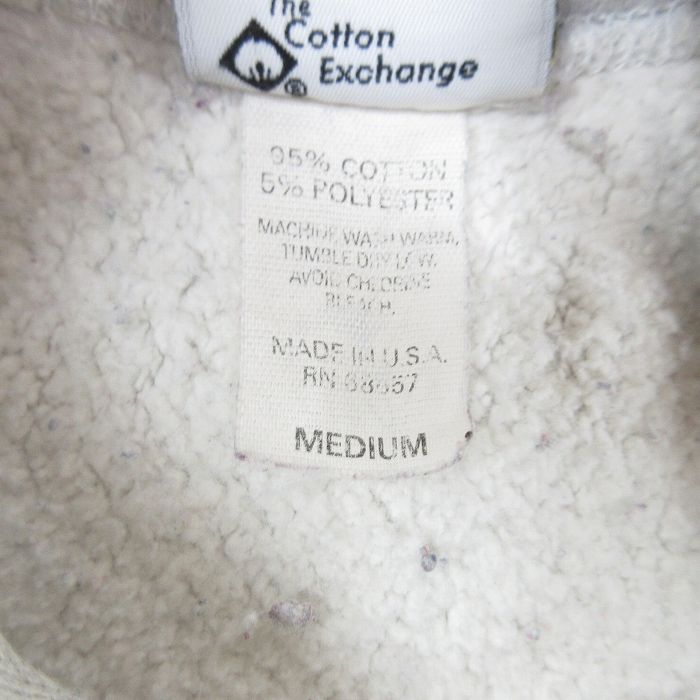 The
Cotton
Exchange
®
95% COTTON
5% POLYESTER
MACHINE WASH WARM,
TUMBLE DRY LOW.
AVOID CHLORINE
BLEACH.
MADE IN U.S.A.
RN
MEDIUM